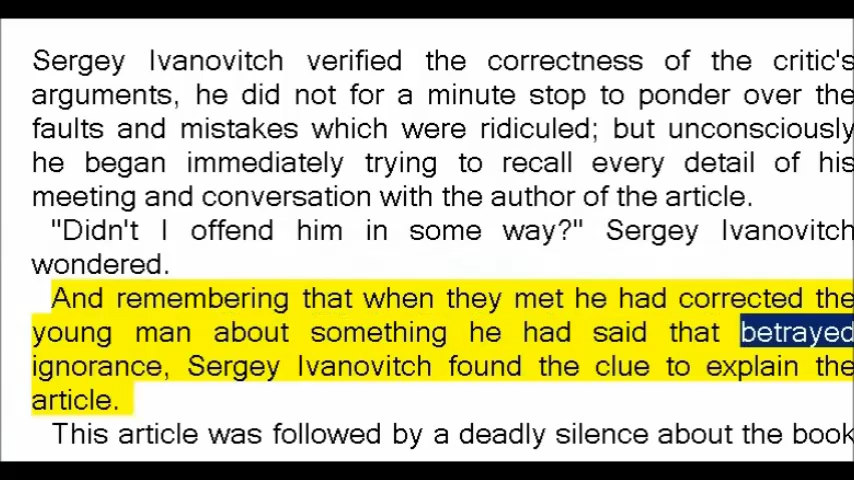 Sergey Ivanovitch verified the correctness of the critic's
arguments, he did not for a minute stop to ponder over the
faults and mistakes which were ridiculed; but unconsciously
he began immediately trying to recall every detail of his
meeting and conversation with the author of the article.
"Didn't I offend him in some way?" Sergey Ivanovitch
wondered.
And remembering that when they met he had corrected the
young man about something he had said that betrayed
ignorance, Sergey Ivanovitch found the clue to explain the
article.
This article was followed by a deadly silence about the book